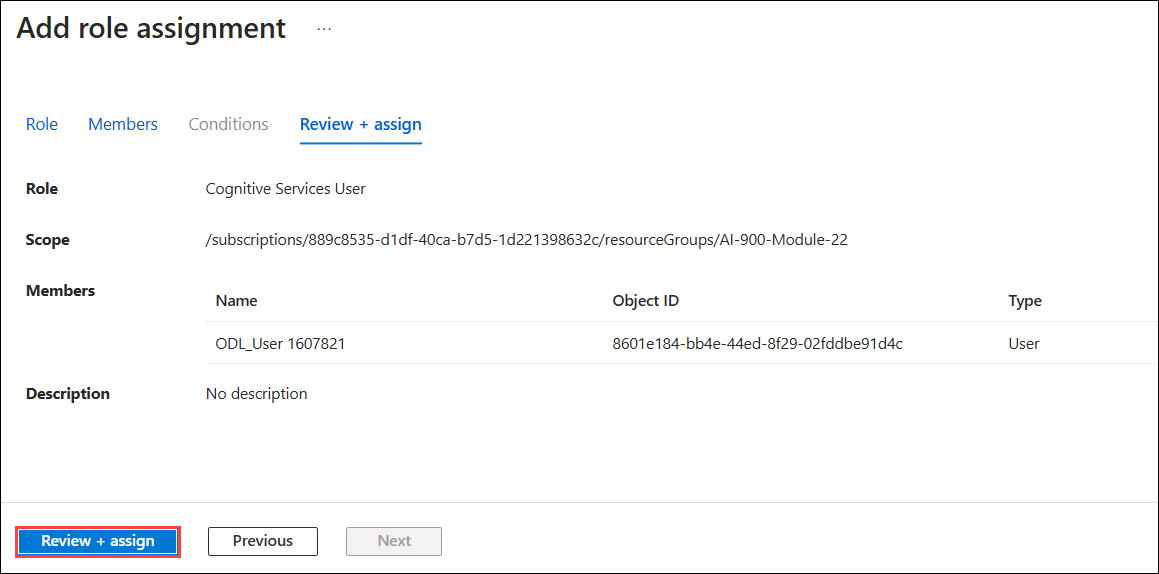 Add role assignment ...
Role Members Conditions Review + assign
Role Cognitive Services User
Scope /subscriptions/889c8535-d1df-40ca-b7d5-1d221398632c/resourceGroups/AI-900-Module-22
Members
Name Object ID Type
ODL_User 1607821 8601e184-bb4e-44ed-8f29-02fddbe91d4c User
Description No description
Review + assign Previous Next